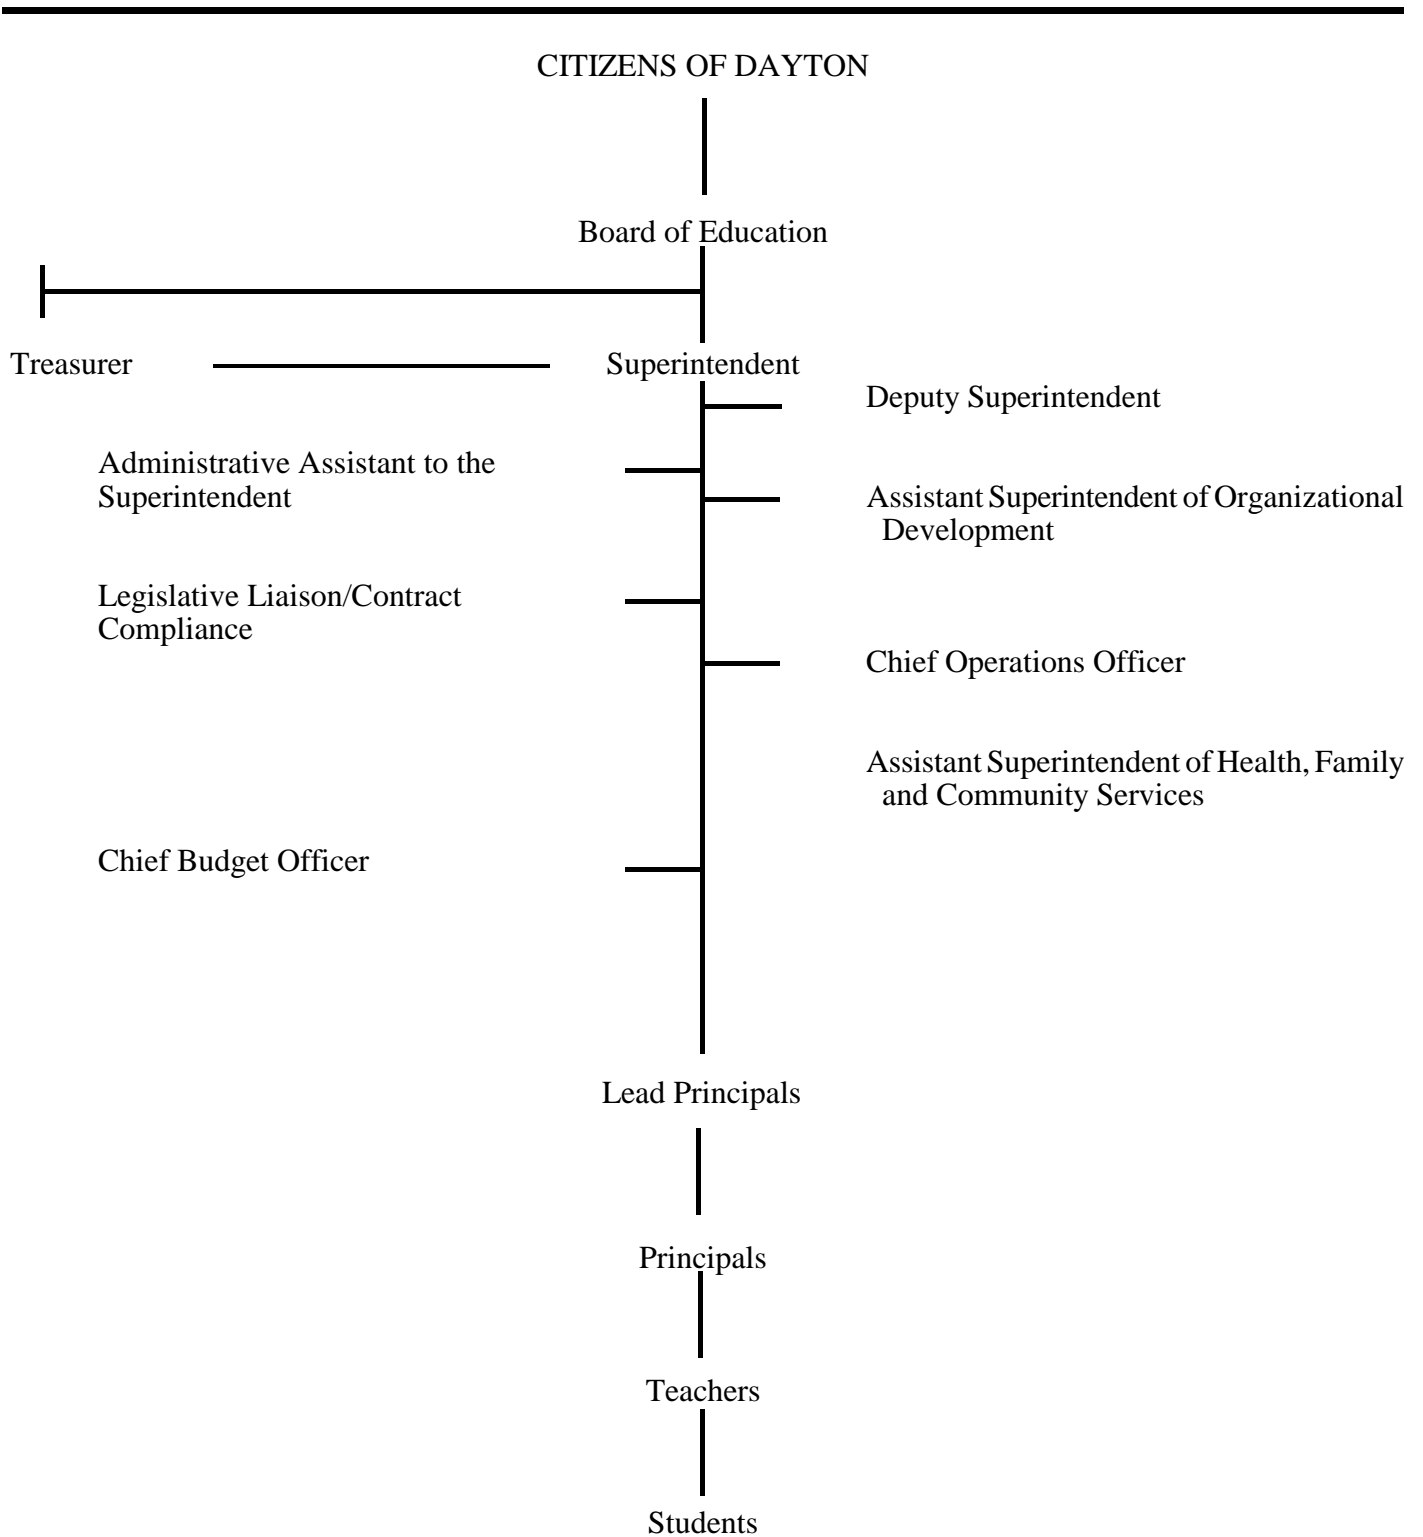 CITIZENS OF DAYTON
Board of Education
Treasurer
Superintendent
Deputy Superintendent
Administrative Assistant to the
Superintendent
Assistant Superintendent of Organizational
Development
Legislative Liaison/Contract
Compliance
Chief Operations Officer
Assistant Superintendent of Health, Family
and Community Services
Chief Budget Officer
Lead Principals
Principals
Teachers
Students